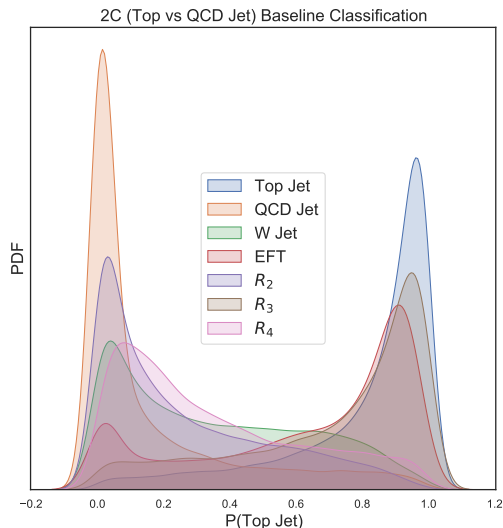 2C (Top vs QCD Jet) Baseline Classification
PDF
Top Jet
QCD Jet
W Jet
EFT
R₂
R₃
R₄
−0.2 0.0 0.2 0.4 0.6 0.8 1.0 1.2
P(Top Jet)